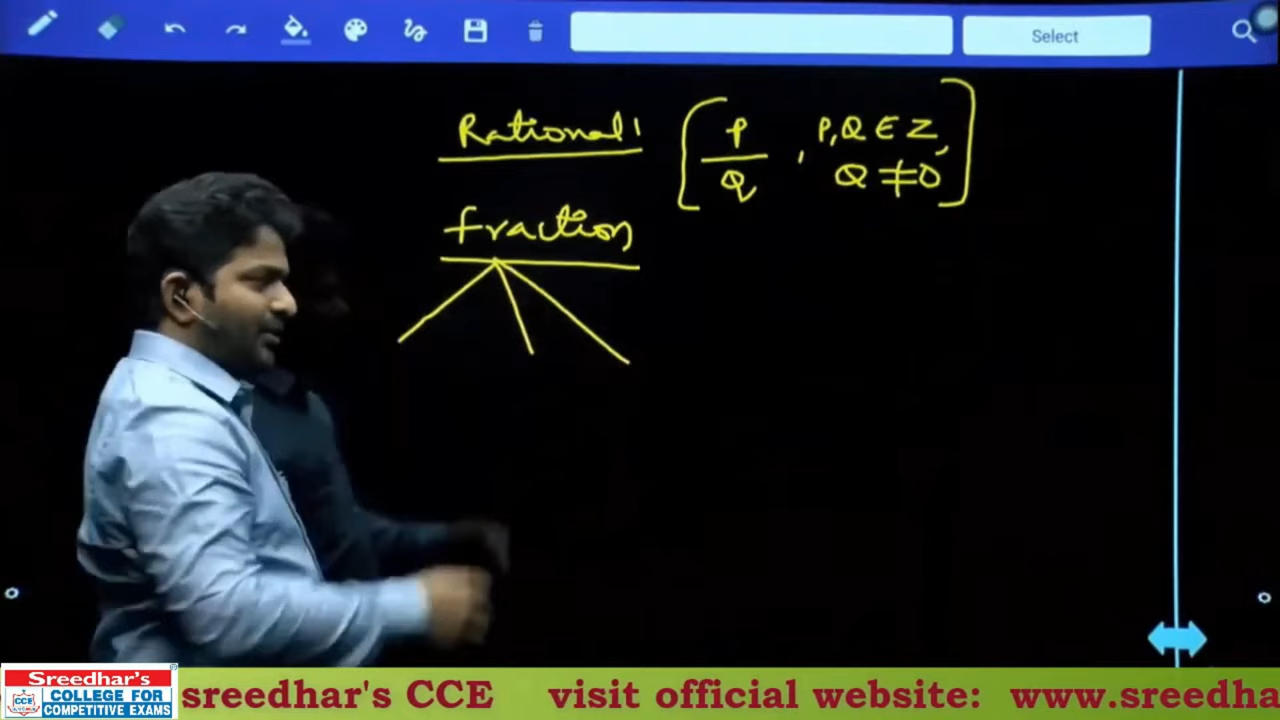 Select
Rational
P/Q , P,Q ∈ Z,
Q ≠ 0
fraction
Sreedhar's
CCE
COLLEGE FOR
COMPETITIVE EXAMS
sreedhar's CCE visit official website: www.sreedha